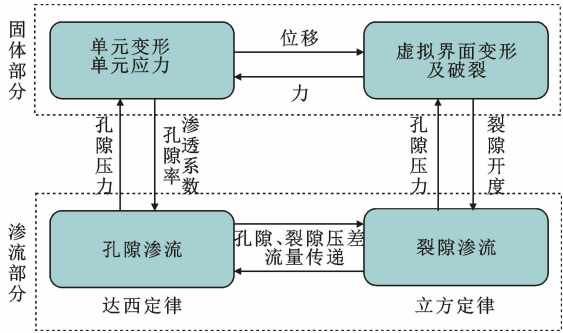 固体部分
单元变形
单元应力
位移
力
虚拟界面变形
及破裂
孔隙压力
孔隙率
渗透系数
孔隙压力
裂隙开度
渗流部分
孔隙渗流
孔隙、裂隙压差
流量传递
裂隙渗流
达西定律
立方定律